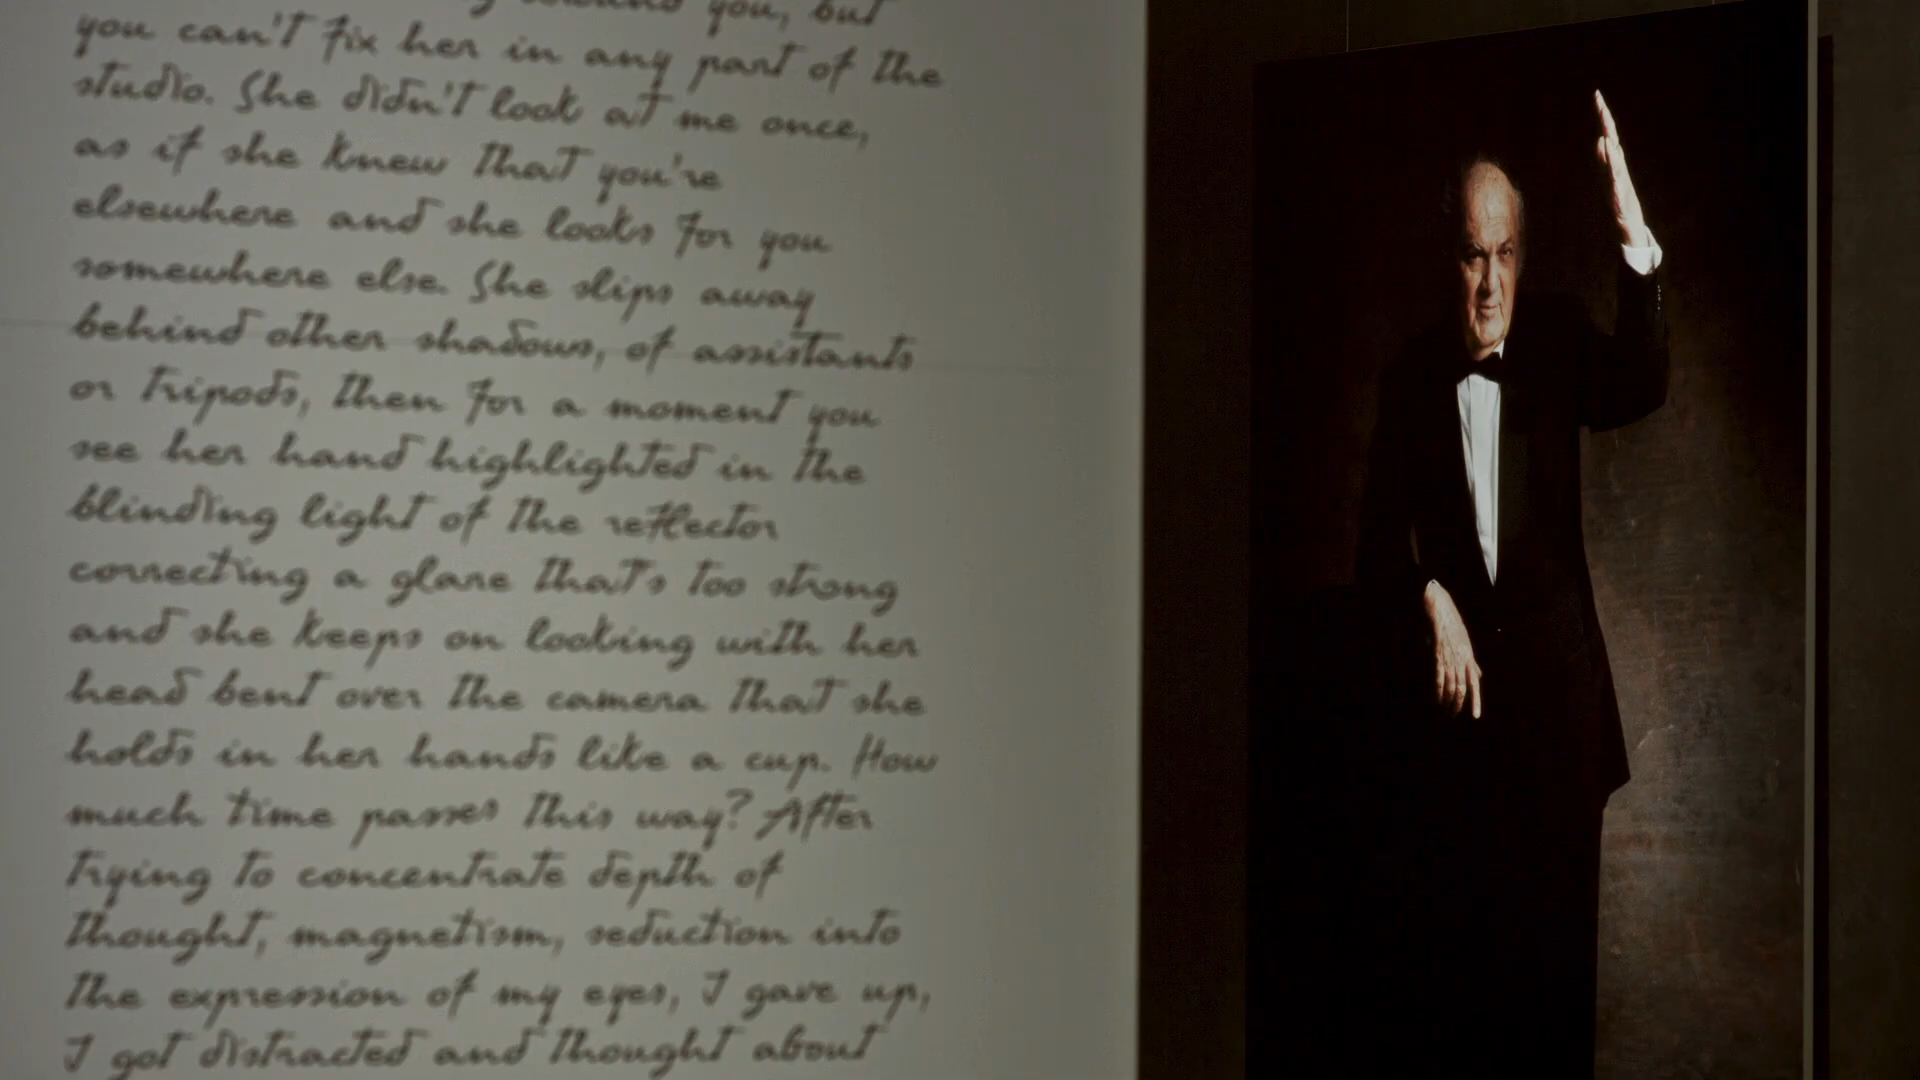 you, but
you can't fix her in any part of the
studio. She didn't look at me once,
as if she knew that you're
elsewhere and she looks for you
somewhere else. She slips away
behind other shadows, of assistants
or tripods, then for a moment you
see her hand highlighted in the
blinding light of the reflector
correcting a glare that's too strong
and she keeps on looking with her
head bent over the camera that she
holds in her hands like a cup. How
much time passes this way? After
trying to concentrate depth of
thought, magnetism, seduction into
the expression of my eyes, I gave up,
I got distracted and thought about